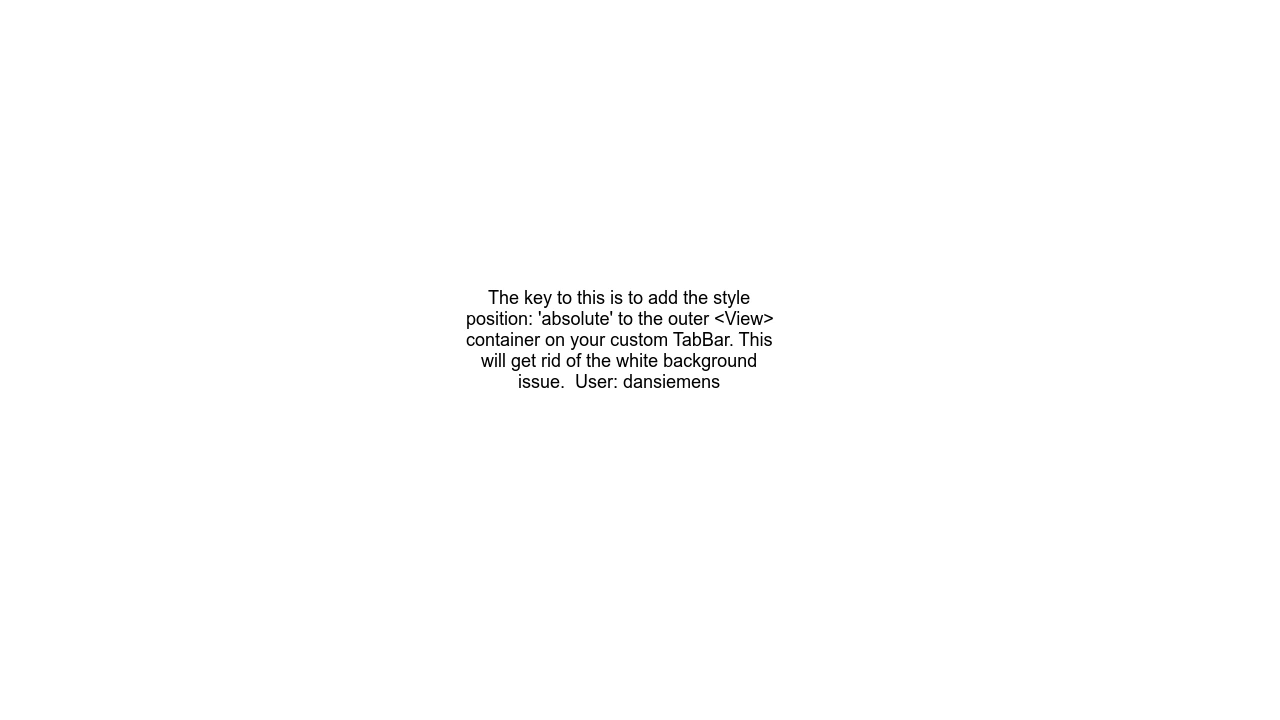 The key to this is to add the style
position: 'absolute' to the outer <View>
container on your custom TabBar. This
will get rid of the white background
issue.  User: dansiemens